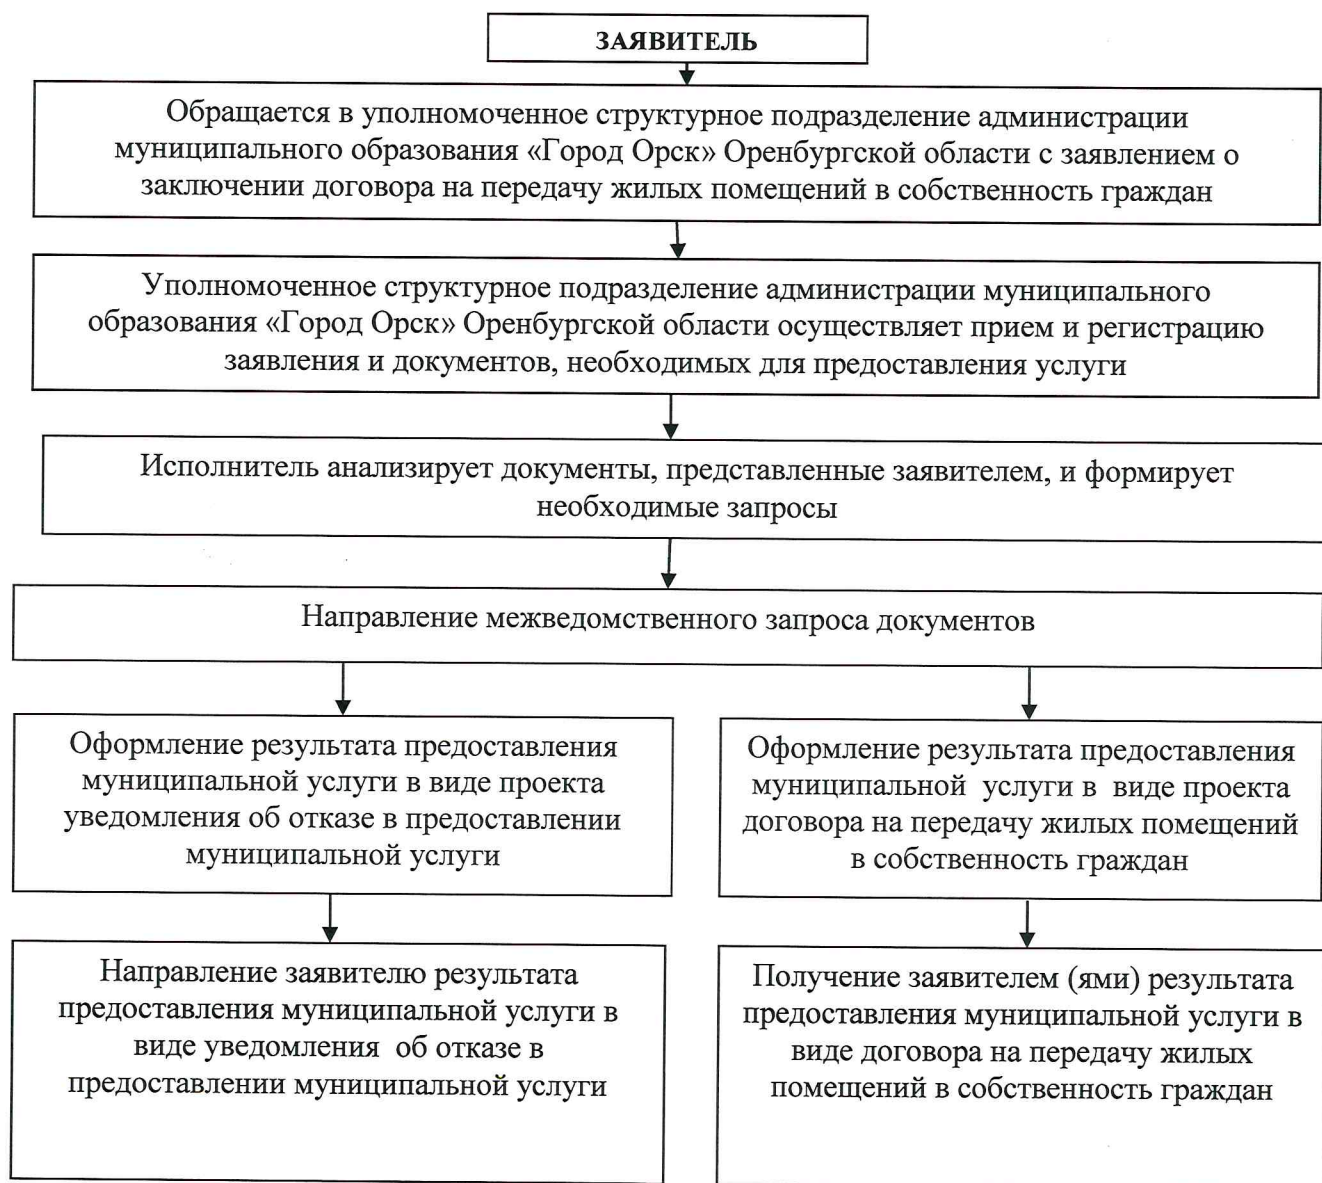 ЗАЯВИТЕЛЬ
Обращается в уполномоченное структурное подразделение администрации
муниципального образования «Город Орск» Оренбургской области с заявлением о
заключении договора на передачу жилых помещений в собственность граждан
Уполномоченное структурное подразделение администрации муниципального
образования «Город Орск» Оренбургской области осуществляет прием и регистрацию
заявления и документов, необходимых для предоставления услуги
Исполнитель анализирует документы, представленные заявителем, и формирует
необходимые запросы
Направление межведомственного запроса документов
Оформление результата предоставления
муниципальной услуги в виде проекта
уведомления об отказе в предоставлении
муниципальной услуги
Оформление результата предоставления
муниципальной услуги в виде проекта
договора на передачу жилых помещений
в собственность граждан
Направление заявителю результата
предоставления муниципальной услуги в
виде уведомления об отказе в
предоставлении муниципальной услуги
Получение заявителем (ями) результата
предоставления муниципальной услуги в
виде договора на передачу жилых
помещений в собственность граждан